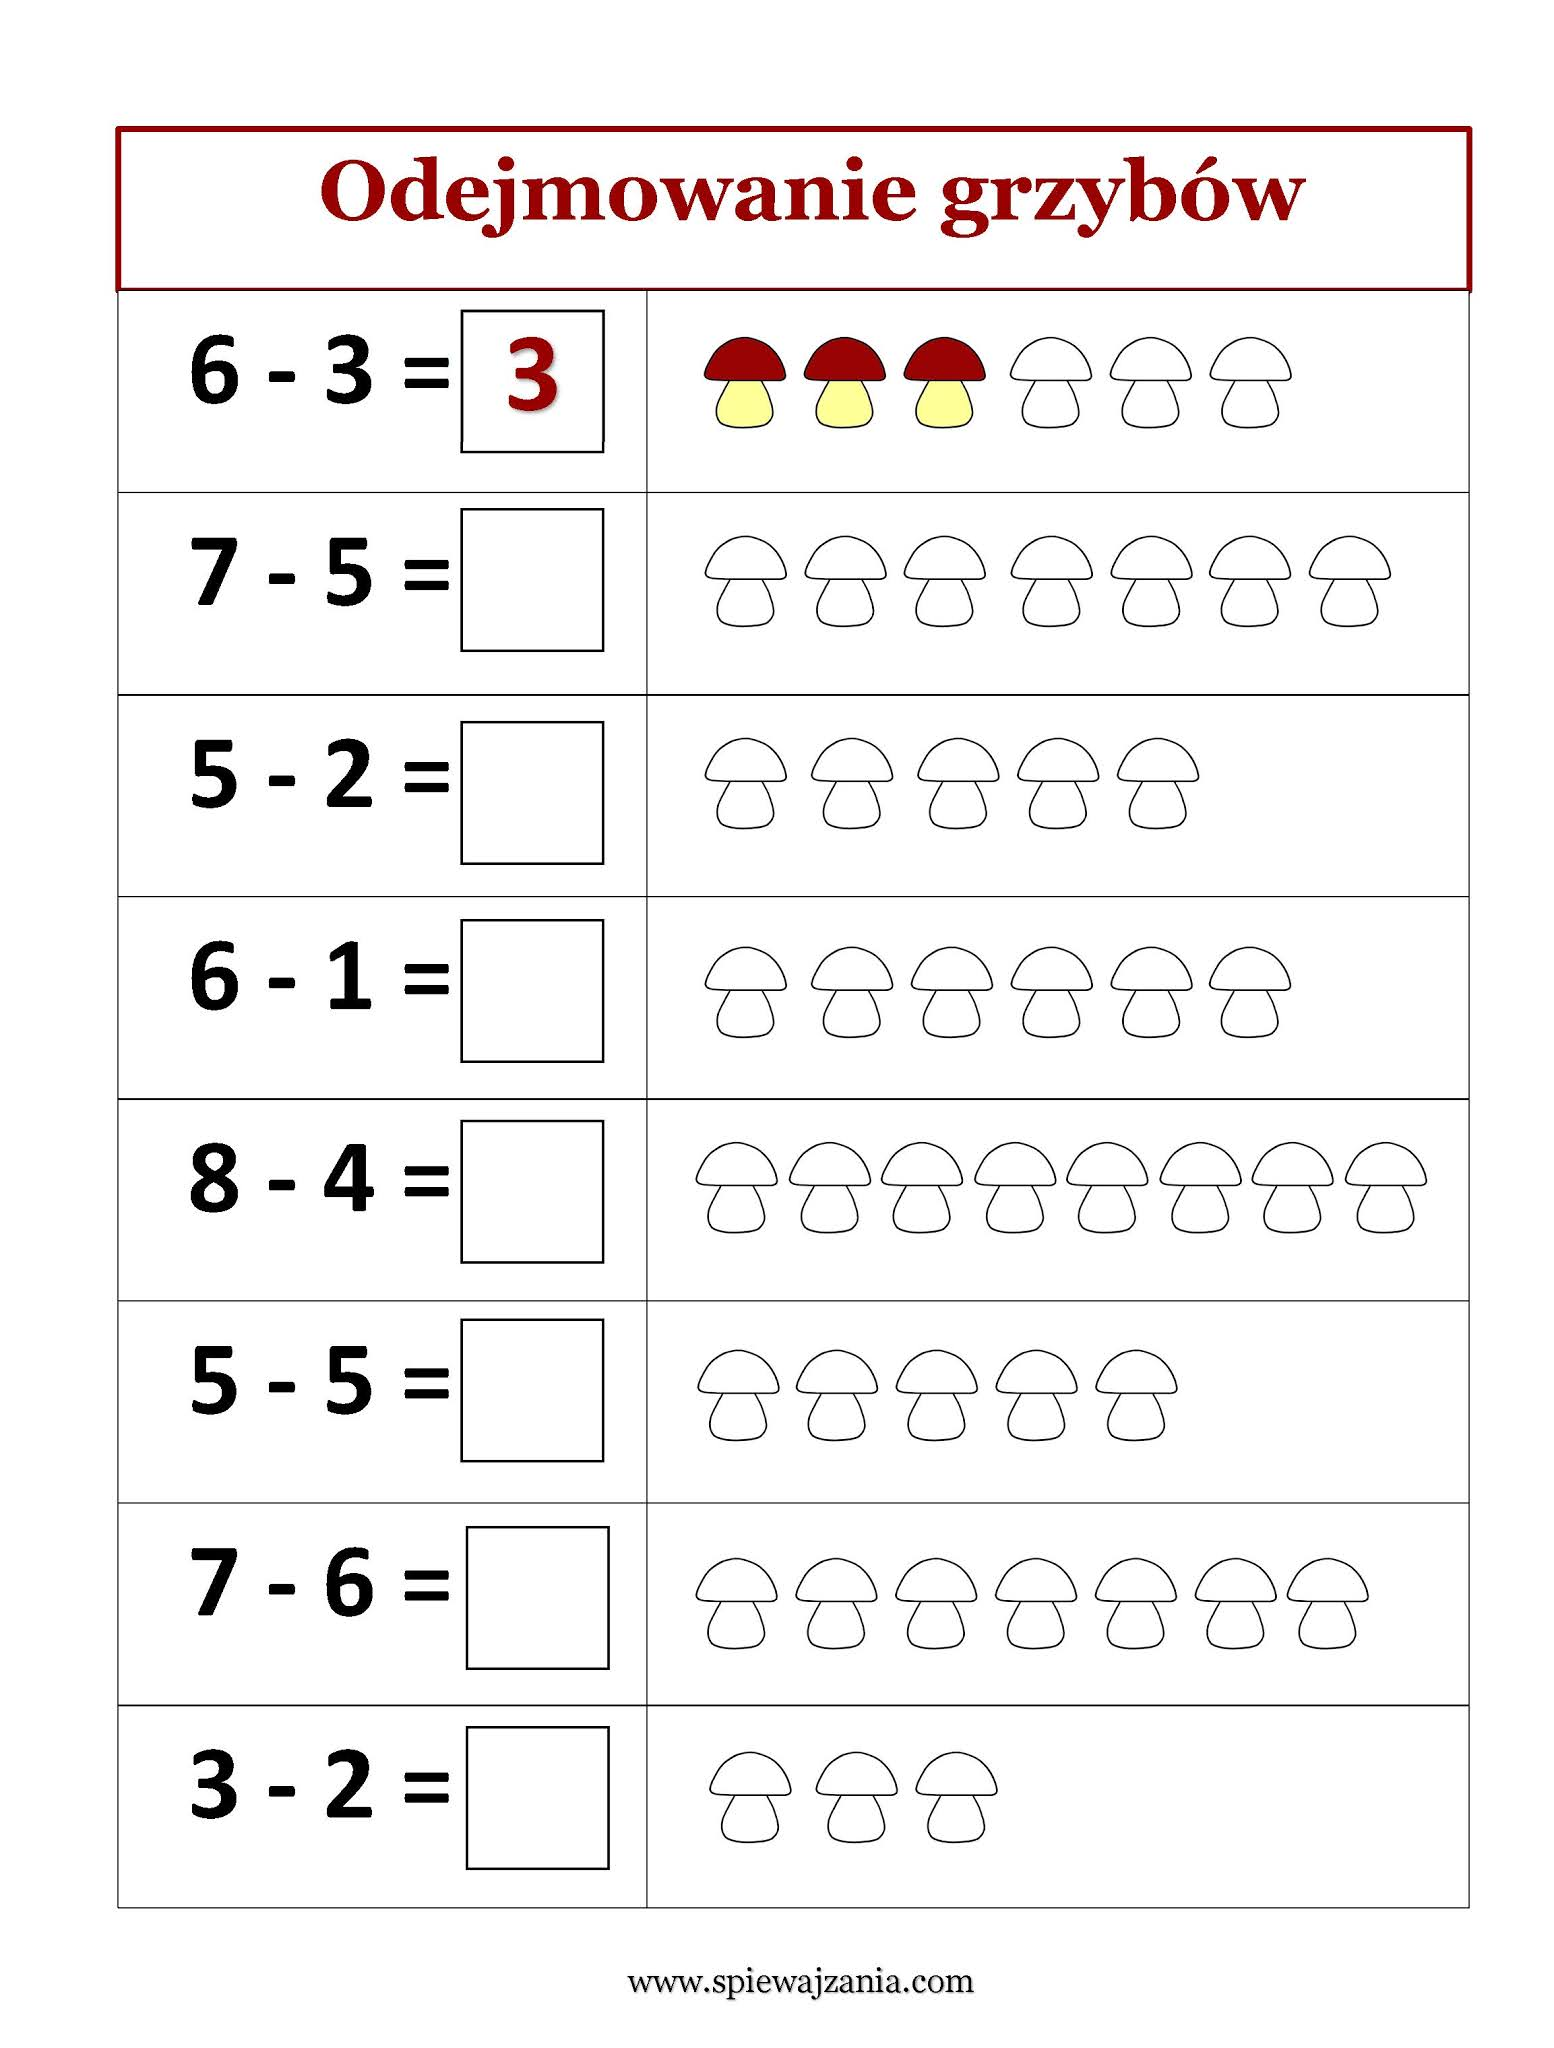 Odejmowanie grzybów
6 - 3 = 3
7 - 5 =
5 - 2 =
6 - 1 =
8 - 4 =
5 - 5 =
7 - 6 =
3 - 2 =
www.spiewajzania.com